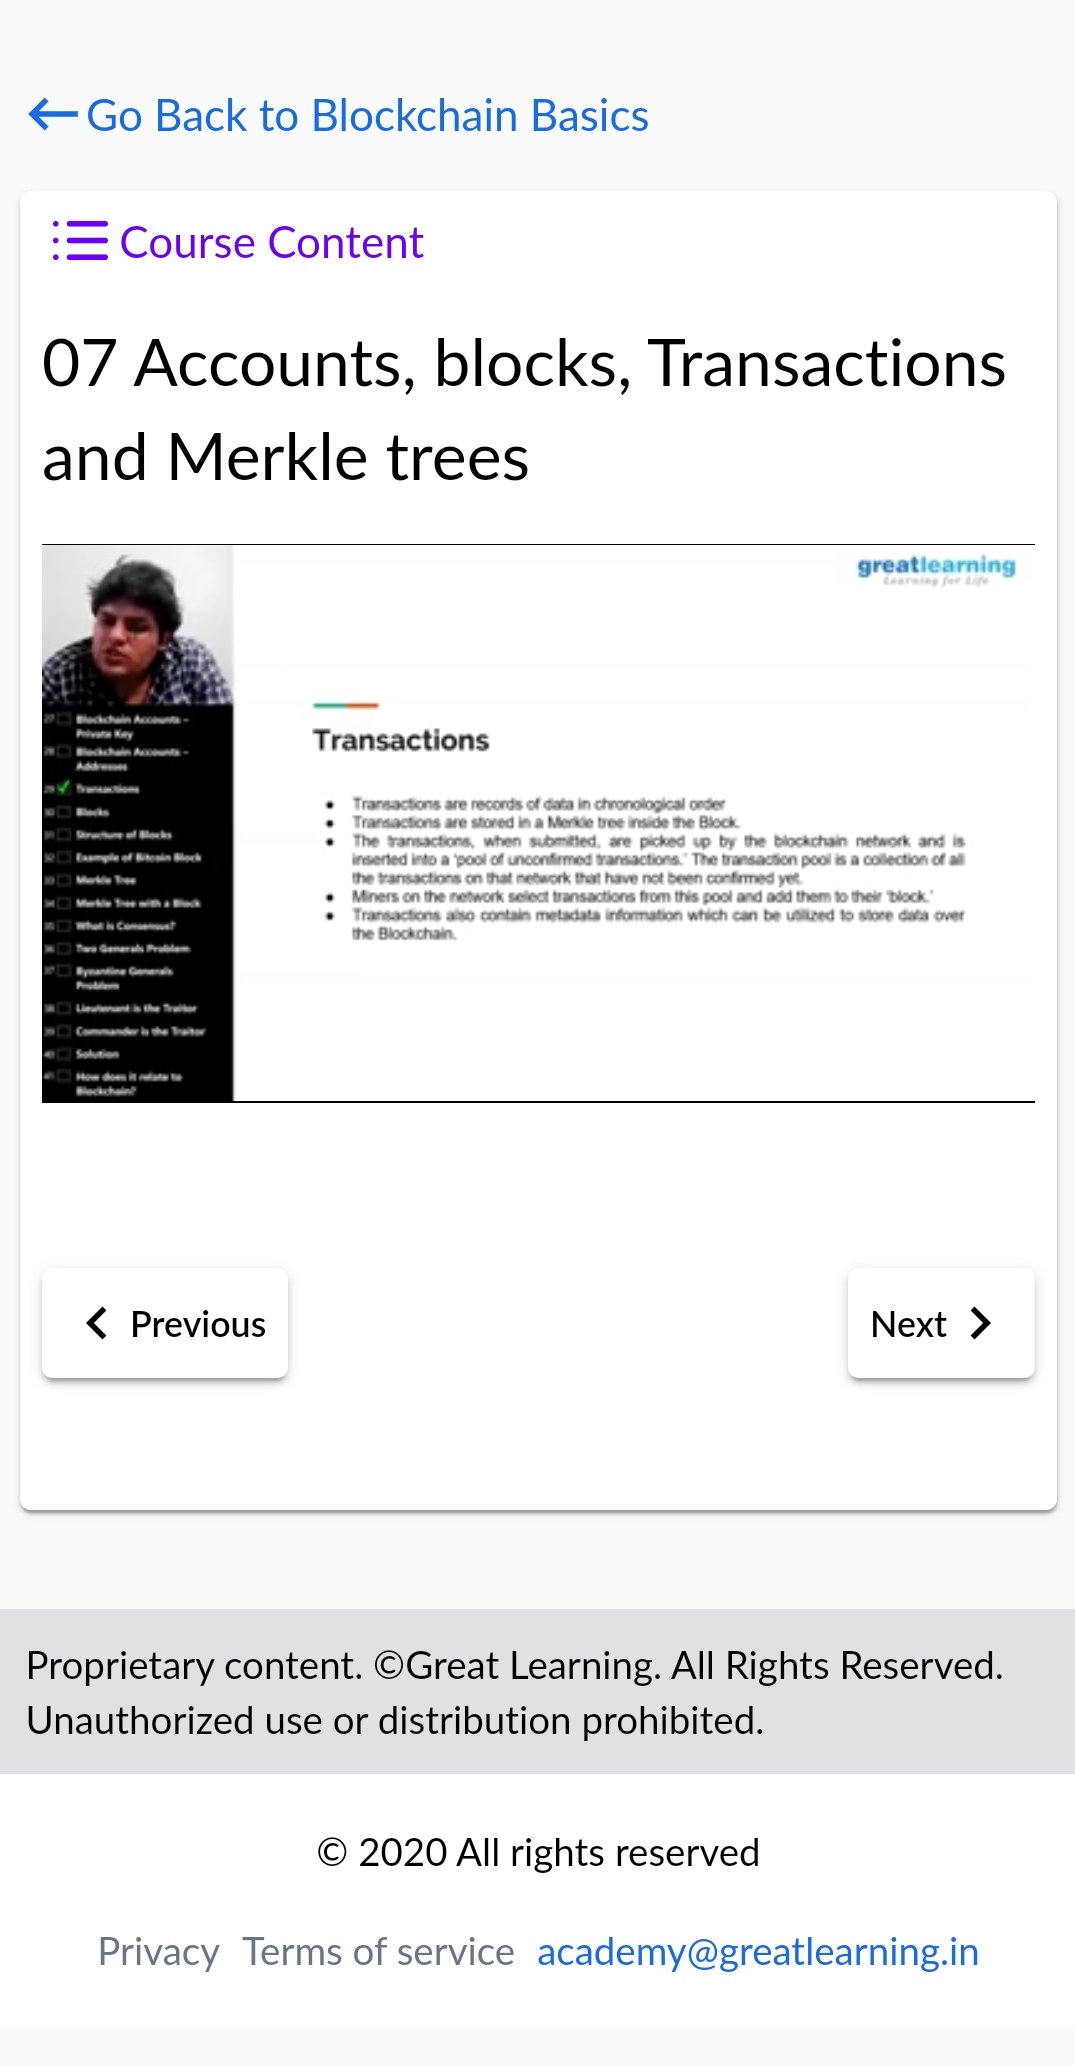 Go Back to Blockchain Basics
Course Content
07 Accounts, blocks, Transactions
and Merkle trees
greatlearning
Learning for Life
27 Blockchain Accounts –
Private Key
28 Blockchain Accounts –
Addresses
29 Transactions
30 Blocks
31 Structure of Blocks
32 Example of Bitcoin Block
33 Merkle Tree
34 Merkle Tree with a Block
35 What is Consensus?
36 Two Generals Problem
37 Byzantine Generals
Problem
38 Lieutenant is the Traitor
39 Commander is the Traitor
40 Solution
41 How does it relate to
Blockchain?
Transactions
• Transactions are records of data in chronological order
• Transactions are stored in a Merkle tree inside the Block.
• The transactions, when submitted, are picked up by the blockchain network and is
inserted into a 'pool of unconfirmed transactions.' The transaction pool is a collection of all
the transactions on that network that have not been confirmed yet.
• Miners on the network select transactions from this pool and add them to their 'block.'
• Transactions also contain metadata information which can be utilized to store data over
the Blockchain.
Previous
Next
Proprietary content. ©Great Learning. All Rights Reserved.
Unauthorized use or distribution prohibited.
© 2020 All rights reserved
Privacy Terms of service academy@greatlearning.in